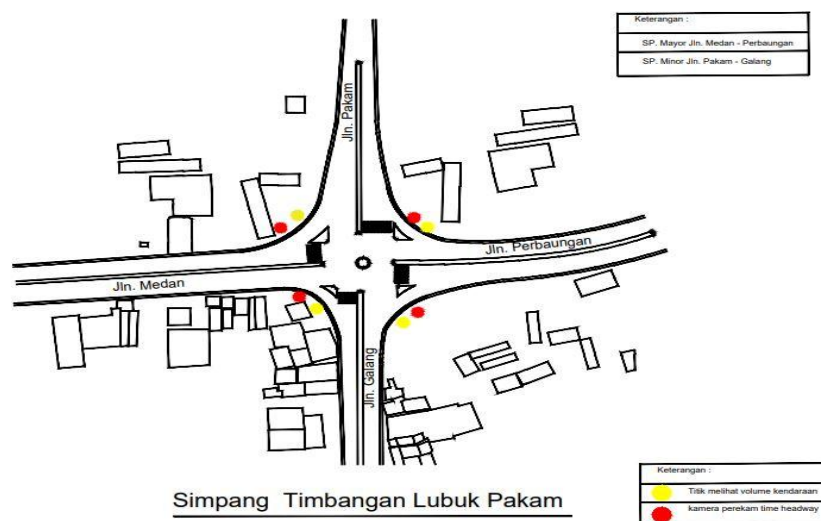 Keterangan :
SP. Mayor Jln. Medan - Perbaungan
SP. Minor Jln. Pakam - Galang
Jln. Pakam
Jln. Perbaungan
Jln. Medan
Jln. Galang
Simpang Timbangan Lubuk Pakam
Keterangan :
Titik melihat volume kendaraan
kamera perekam time headway